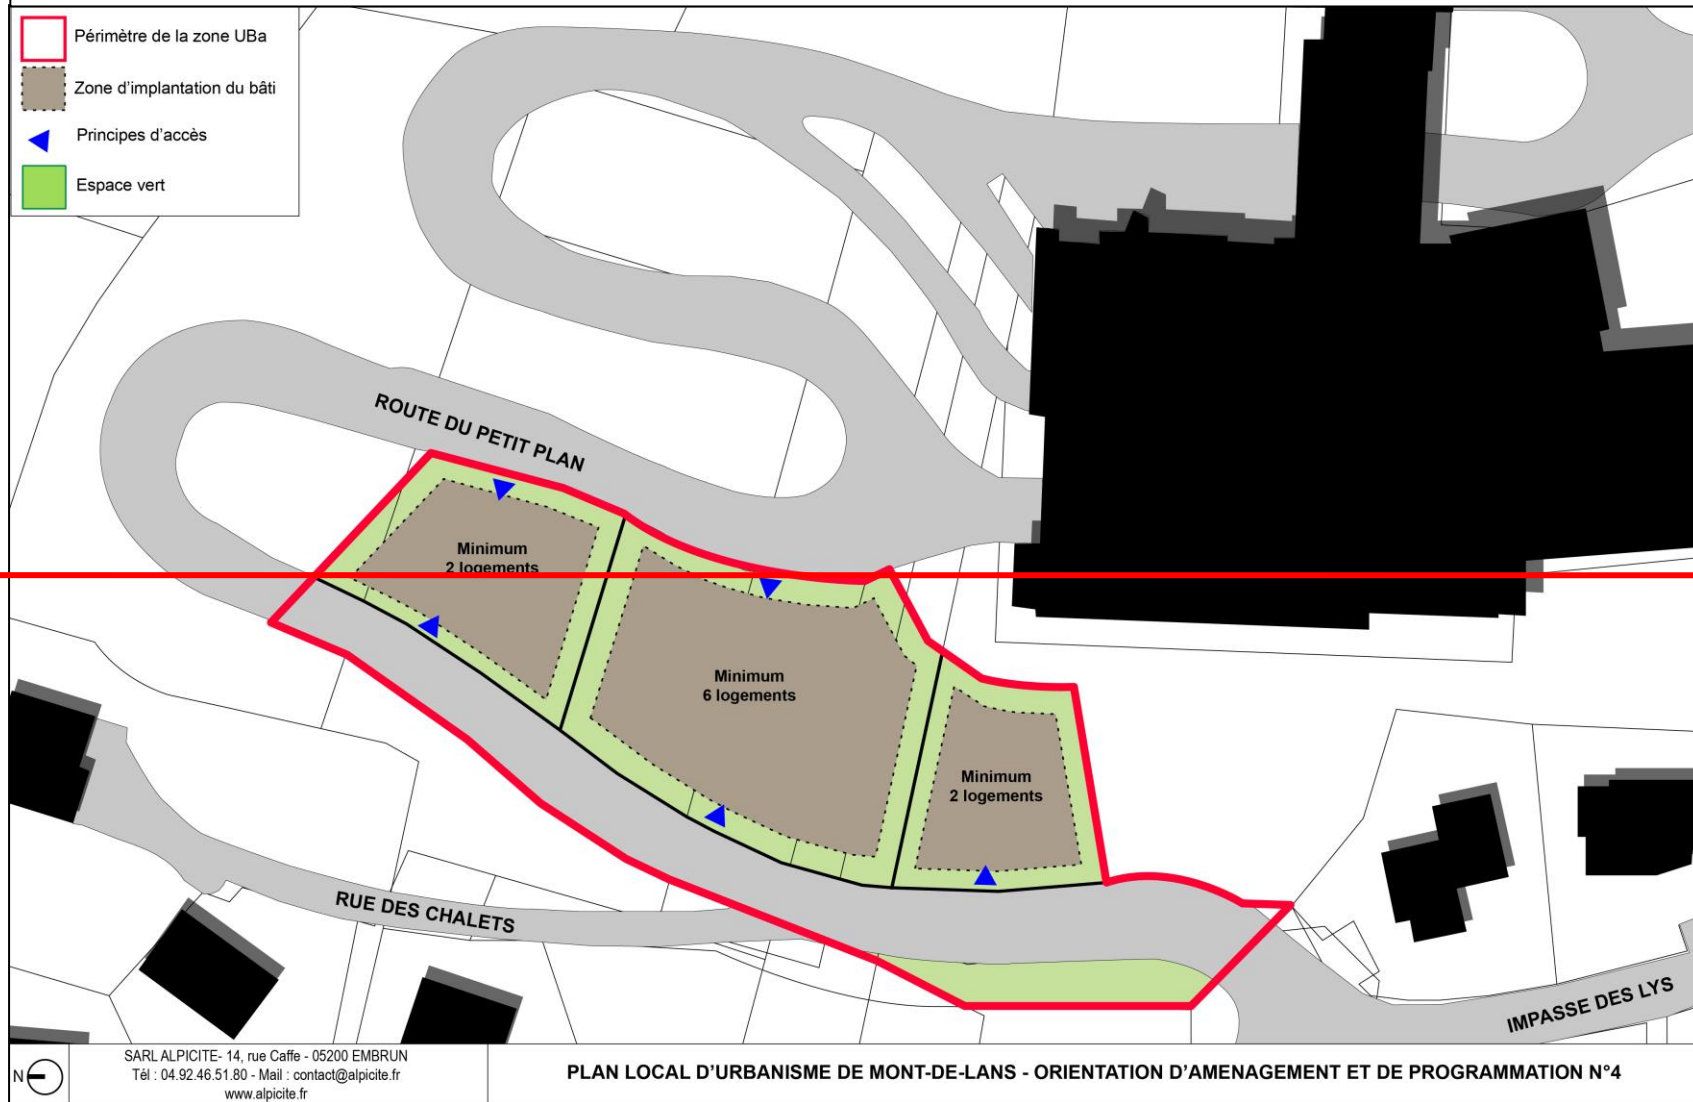 Périmètre de la zone UBa
Zone d'implantation du bâti
Principes d'accès
Espace vert
ROUTE DU PETIT PLAN
Minimum
2 logements
Minimum
6 logements
Minimum
2 logements
RUE DES CHALETS
IMPASSE DES LYS
N
SARL ALPICITE- 14, rue Caffe - 05200 EMBRUN
Tél : 04.92.46.51.80 - Mail : contact@alpicite.fr
www.alpicite.fr
PLAN LOCAL D'URBANISME DE MONT-DE-LANS - ORIENTATION D'AMENAGEMENT ET DE PROGRAMMATION N°4